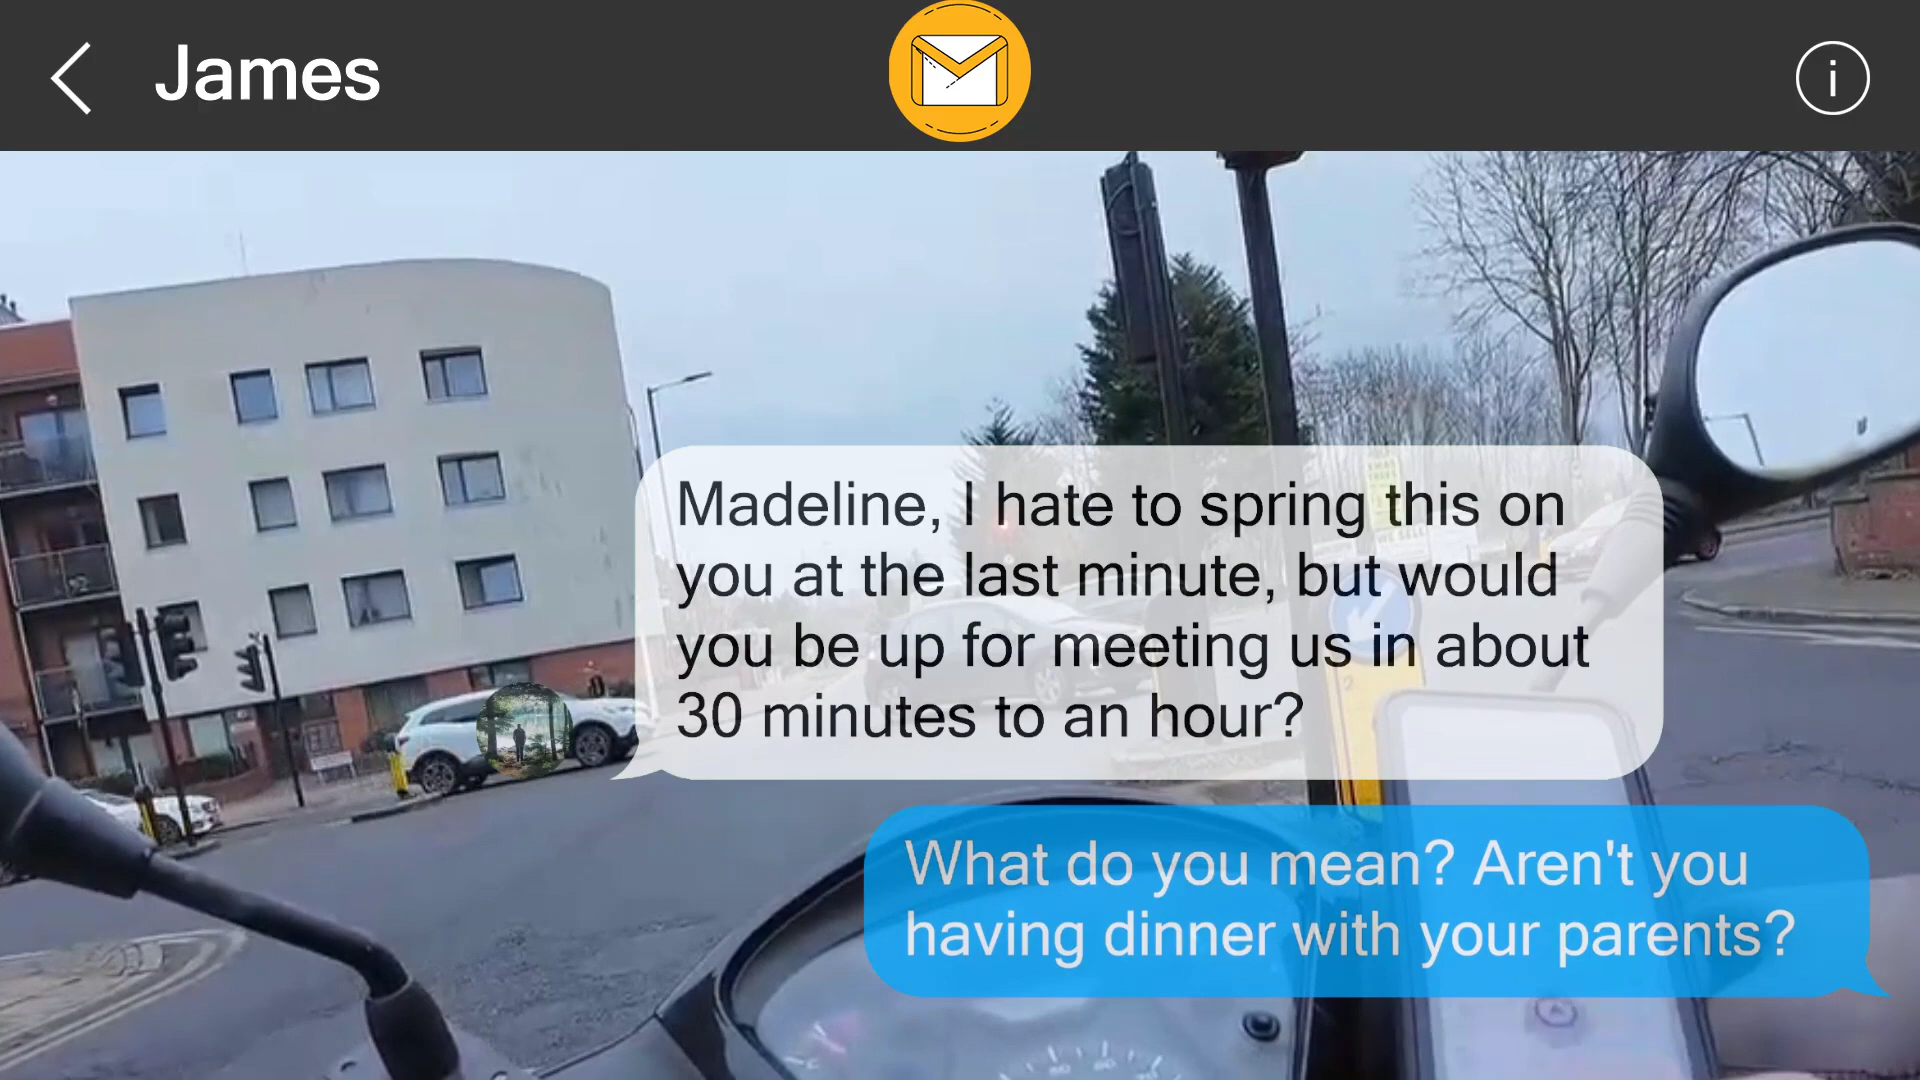 James
Madeline, I hate to spring this on
you at the last minute, but would
you be up for meeting us in about
30 minutes to an hour?
What do you mean? Aren't you
having dinner with your parents?